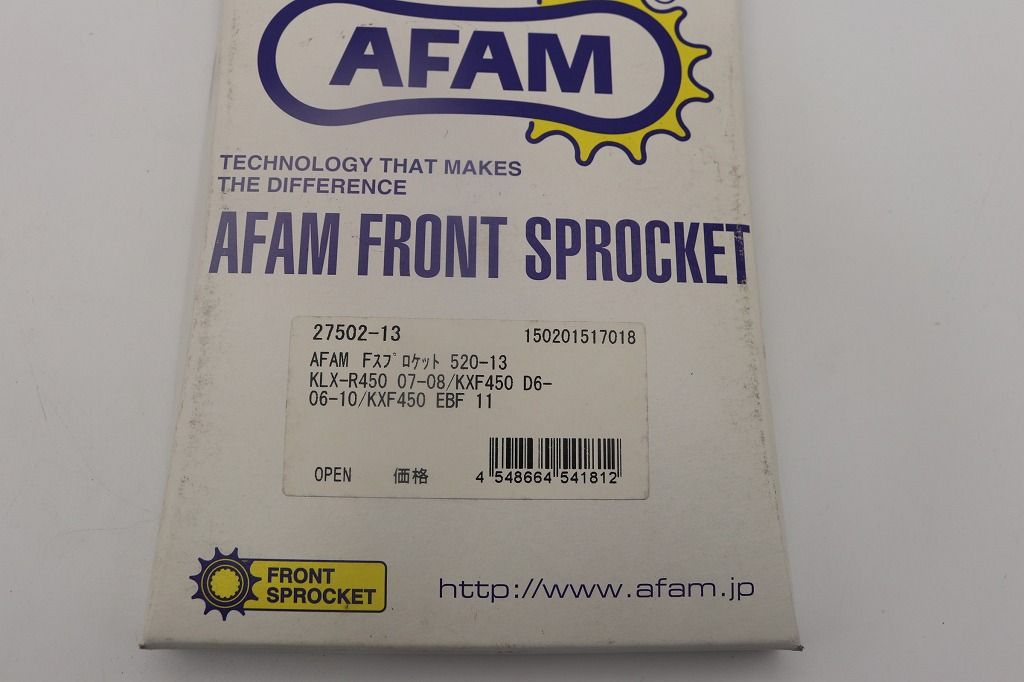 AFAM
TECHNOLOGY THAT MAKES
THE DIFFERENCE
AFAM FRONT SPROCKET
27502-13 150201517018
AFAM Fスプロケット 520-13
KLX-R450 07-08/KXF450 D6-
06-10/KXF450 EBF 11
OPEN 価格
4 548664 541812
FRONT
SPROCKET
http://www.afam.jp